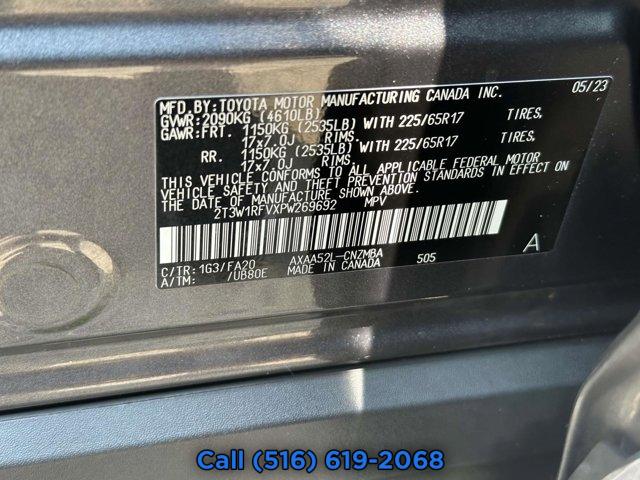 MFD. BY: TOYOTA MOTOR MANUFACTURING CANADA INC. 05/23
GVWR: 2090KG (4610LB)
GAWR: FRT. 1150KG (2535LB) WITH 225/65R17 TIRES,
17x7.0J RIMS,
RR. 1150KG (2535LB) WITH 225/65R17 TIRES,
17x7.0J RIMS.
THIS VEHICLE CONFORMS TO ALL APPLICABLE FEDERAL MOTOR
VEHICLE SAFETY AND THEFT PREVENTION STANDARDS IN EFFECT ON
THE DATE OF MANUFACTURE SHOWN ABOVE.
2T3W1RFVXPW269692 MPV
C/TR: 1G3/FA20 AXAA52L-CNZMBA 505 A
A/TM: /UB80E MADE IN CANADA
Call (516) 619-2068